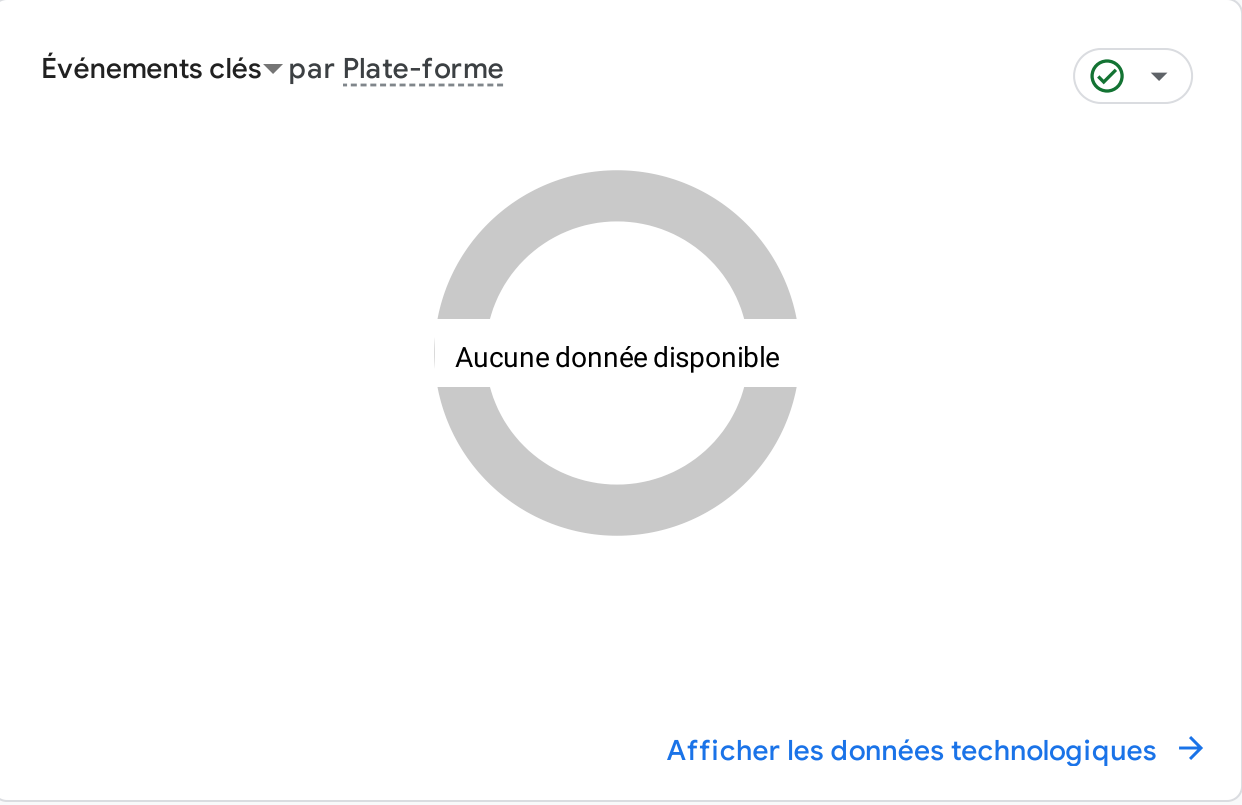 Événements clés par Plate-forme
Aucune donnée disponible
Afficher les données technologiques